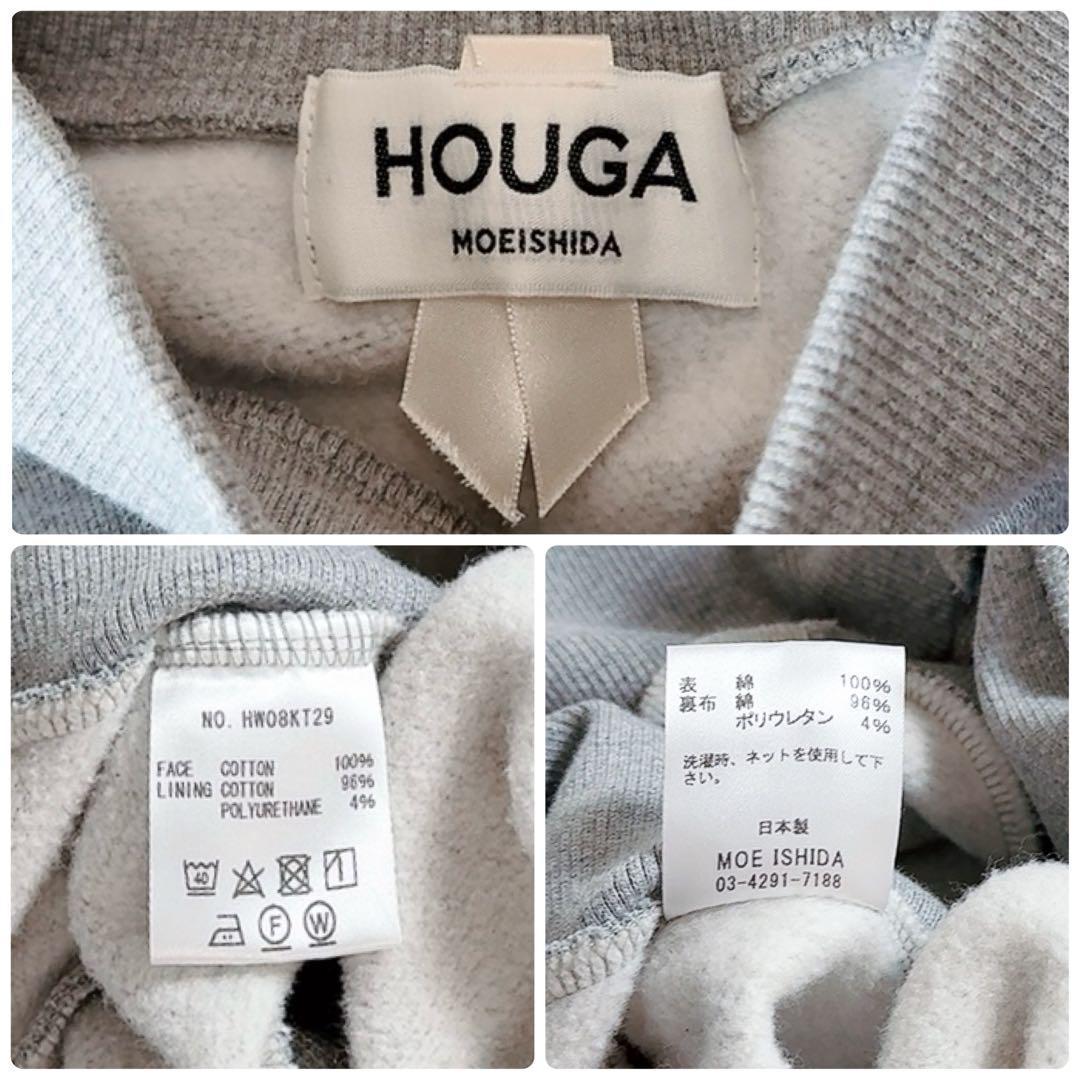 HOUGA
MOEISHIDA
NO. HW08KT29
FACE COTTON 100%
LINING COTTON 96%
POLYURETHANE 4%
40
F W
表 綿 100%
裏布 綿 96%
ポリウレタン 4%
洗濯時、ネットを使用して下
さい。
日本製
MOE ISHIDA
03-4291-7188